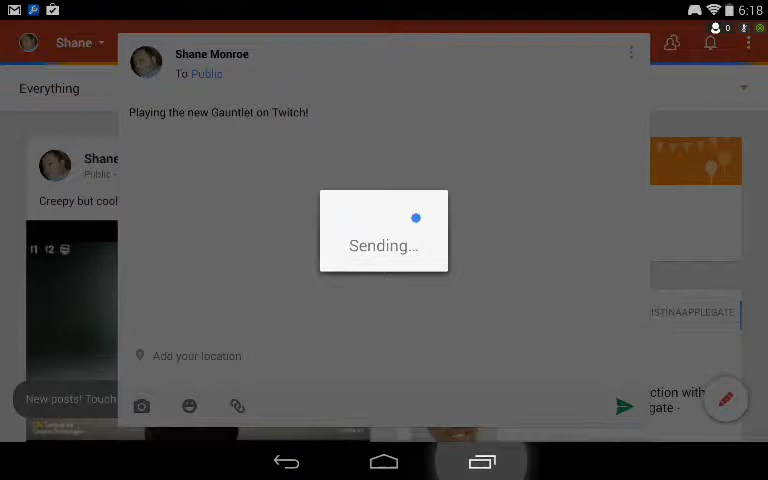 6:18
Shane
0
Shane Monroe
To Public
Everything
Playing the new Gauntlet on Twitch!
Shane
Public -
Creepy but cool
Sending...
ISTINAAPPLEGATE
Add your location
New posts! Touch
ction with
gate -